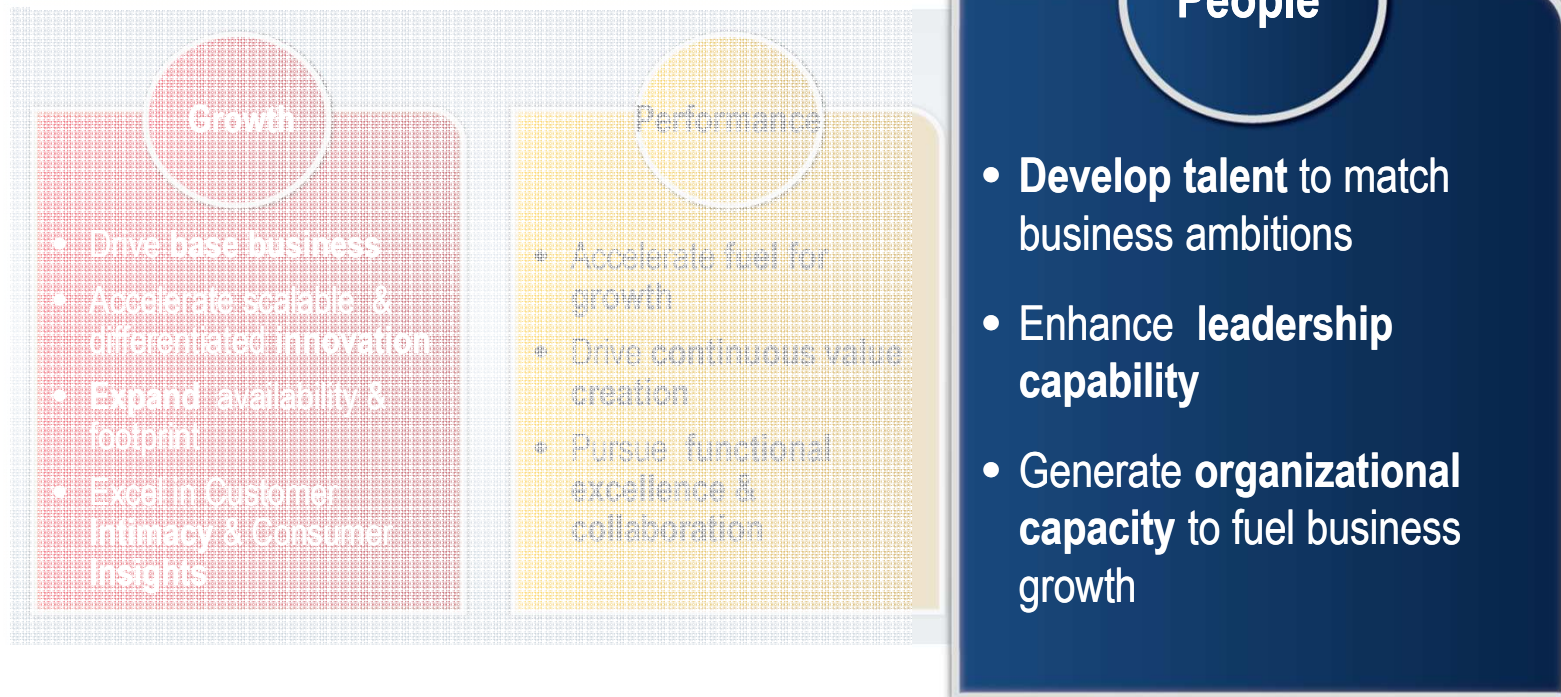 Growth
• Drive base business
• Accelerate scalable &
differentiated innovation
• Expand availability &
footprint
• Excel in Customer
Intimacy & Consumer
Insights
Performance
• Accelerate fuel for
growth
• Drive continuous value
creation
• Pursue functional
excellence &
collaboration
People
• Develop talent to match
business ambitions
• Enhance leadership
capability
• Generate organizational
capacity to fuel business
growth